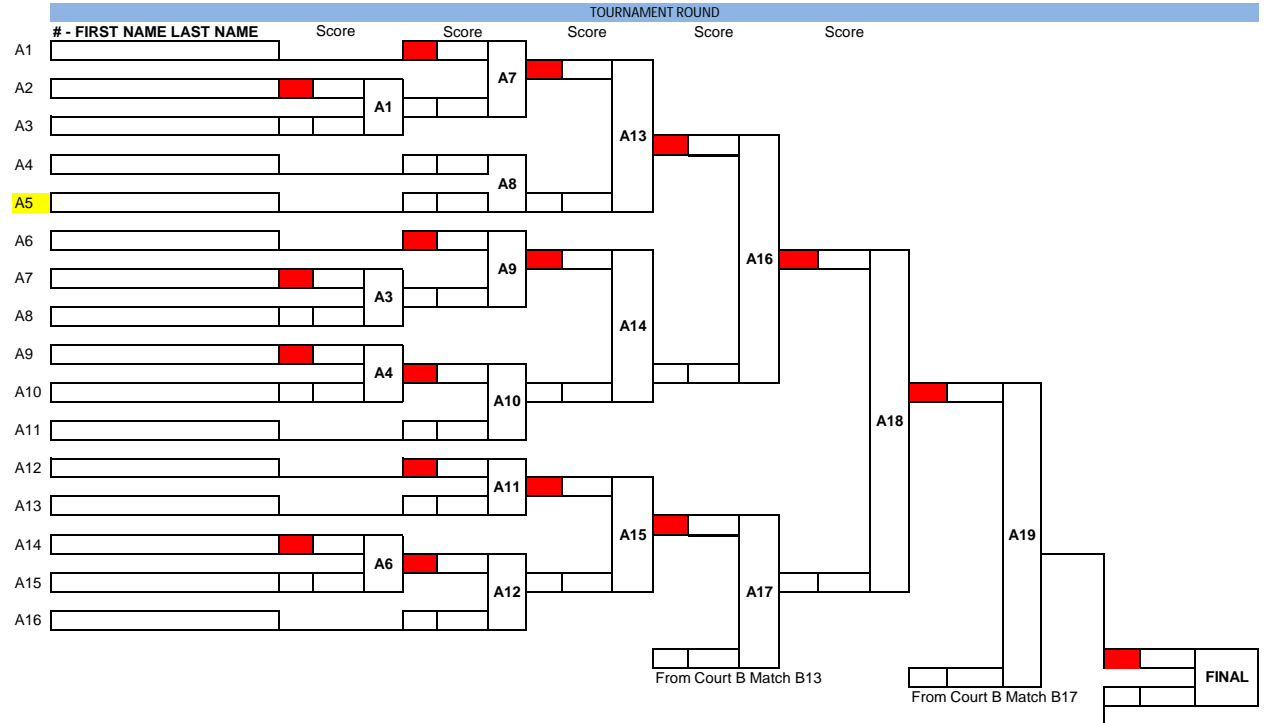 TOURNAMENT ROUND
# - FIRST NAME LAST NAME Score Score Score Score Score
A1
A7
A2
A1
A3
A13
A4
A8
A5
A6
A9
A16
A7
A3
A8
A14
A9
A4
A10
A10
A11
A18
A12
A11
A13
A15
A19
A14
A6
A15
A12
A17
A16
From Court B Match B13
FINAL
From Court B Match B17